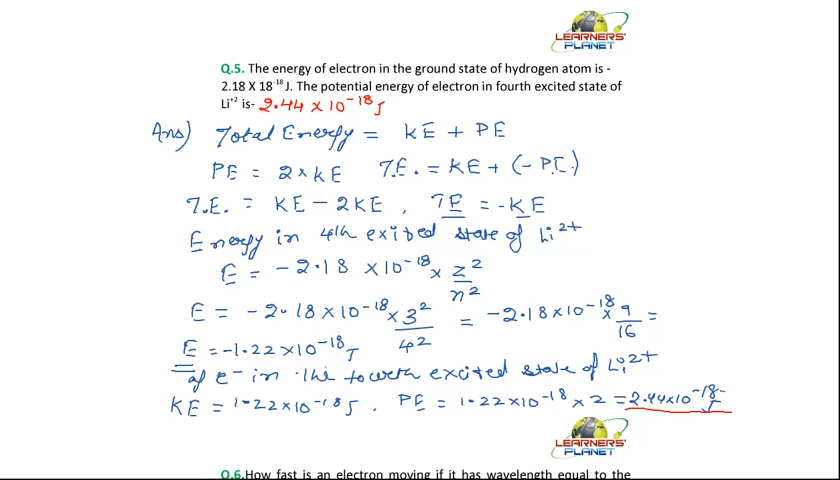 LEARNERS'
PLANET
Q.5. The energy of electron in the ground state of hydrogen atom is -
2.18 X 18⁻¹⁸ J. The potential energy of electron in fourth excited state of
Li⁺² is- 2.44 × 10⁻¹⁸ J
Ans) Total Energy = KE + PE
PE = 2 × KE T.E. = KE + (- P.E.)
T.E. = KE - 2KE , TE = -KE
Energy in 4th exited state of Li²⁺
E = -2.18 × 10⁻¹⁸ × z²/n²
E = -2.18 × 10⁻¹⁸ × 3²/4² = -2.18 × 10⁻¹⁸ × 9/16 =
E = -1.22 × 10⁻¹⁸ J
of e⁻ in the fourth excited state of Li²⁺
KE = 1.22 × 10⁻¹⁸ J , PE = 1.22 × 10⁻¹⁸ × 2 = 2.44 × 10⁻¹⁸ J
LEARNERS'
PLANET
Q.6. How fast is an electron moving if it has wavelength equal to the